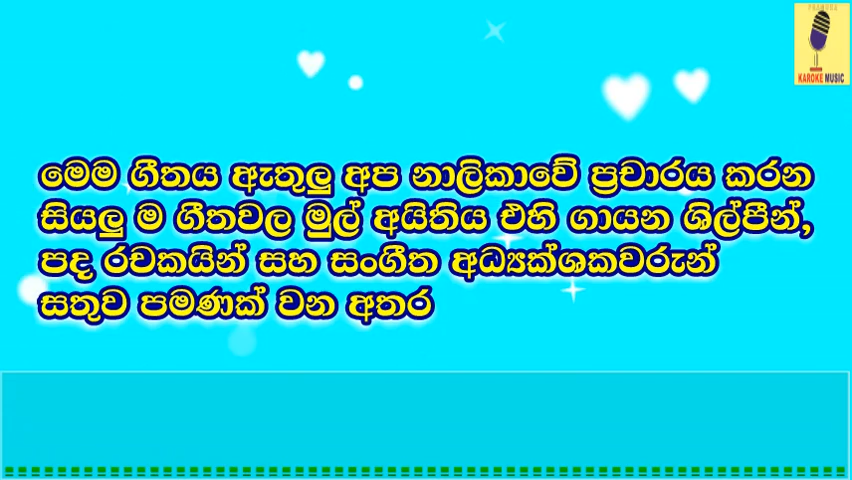 PRAMUDA
KAROKE MUSIC
මෙම ගීතය ඇතුලු අප නාලිකාවේ ප්‍රචාරය කරන
සියලු ම ගීතවල මුල් අයිතිය එහි ගායන ශිල්පීන්,
පද රචකයින් සහ සංගීත අධ්‍යක්ශකවරුන්
සතුව පමණක් වන අතර